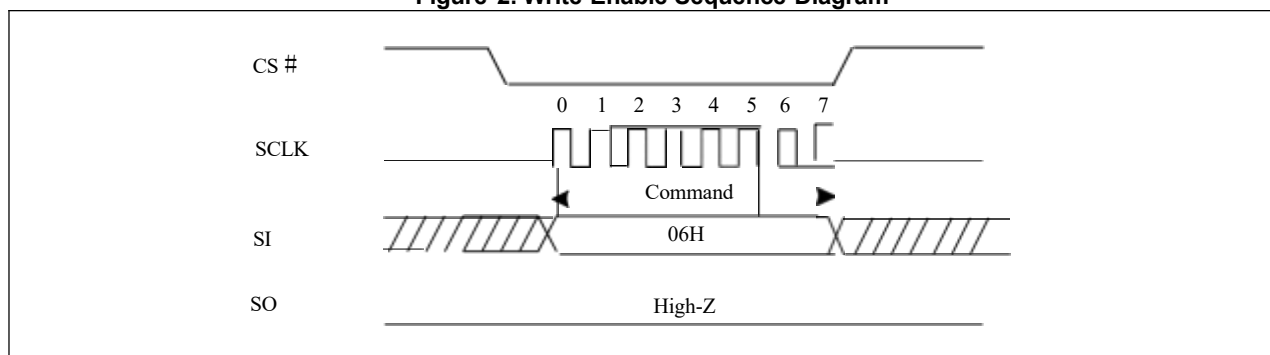 Figure-2. Write Enable Sequence Diagram
CS #
0 1 2 3 4 5 6 7
SCLK
Command
SI
06H
SO
High-Z